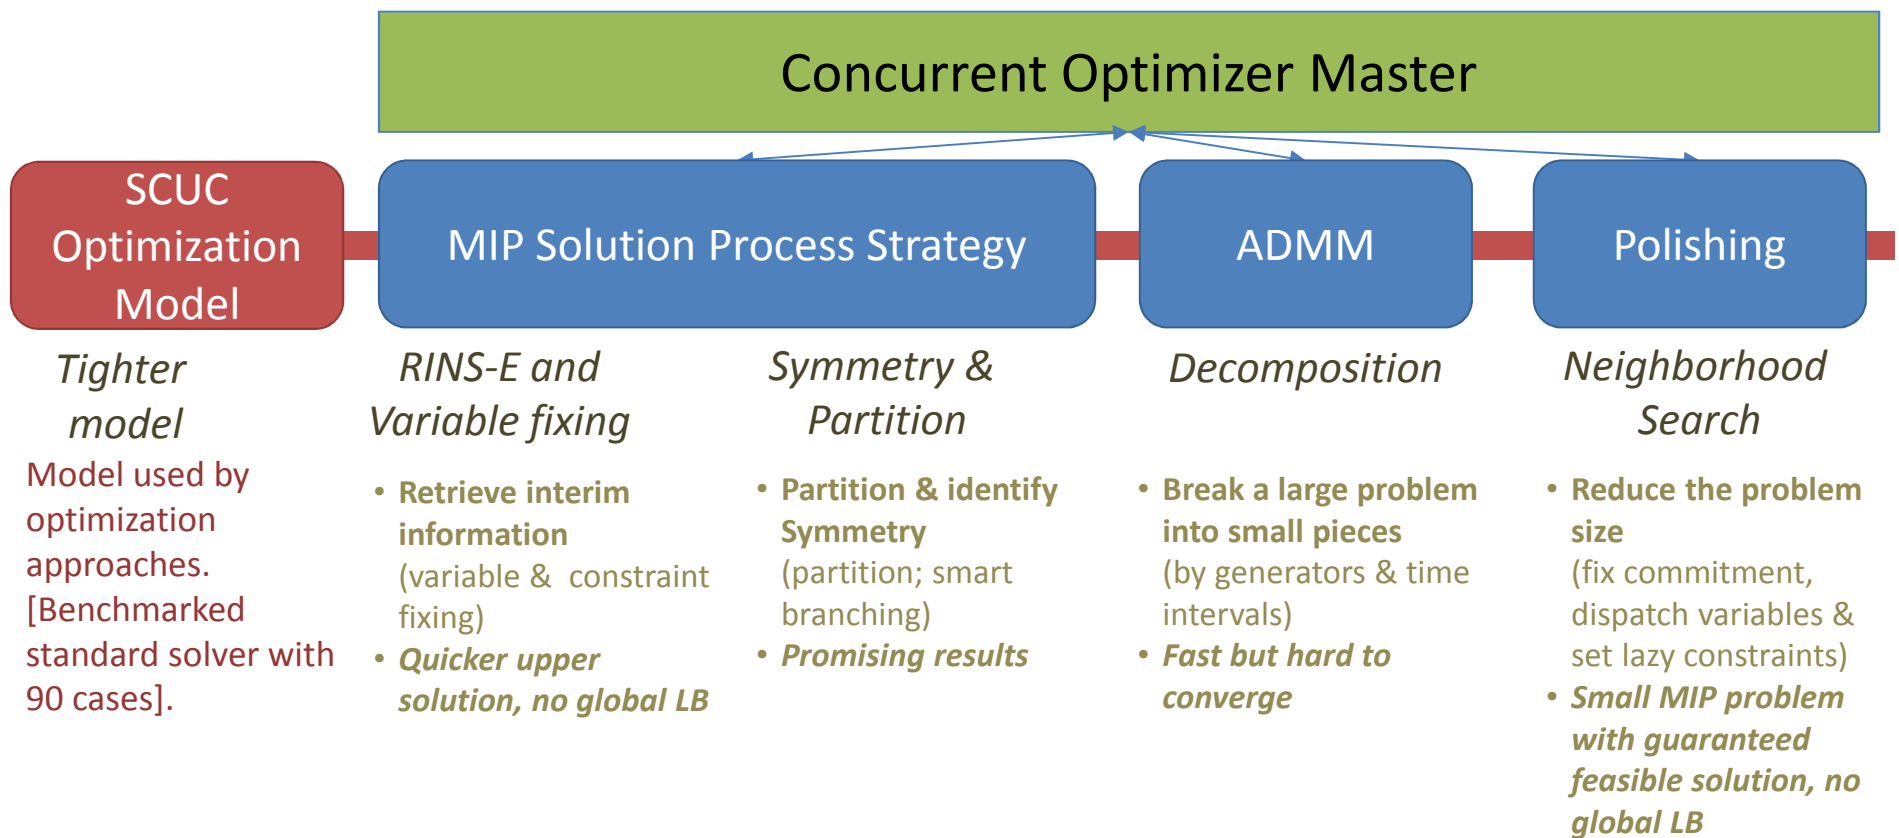 Concurrent Optimizer Master
SCUC
Optimization
Model
MIP Solution Process Strategy
ADMM
Polishing
Tighter
model
Model used by
optimization
approaches.
[Benchmarked
standard solver with
90 cases].
RINS-E and
Variable fixing
• Retrieve interim
information
(variable & constraint
fixing)
• Quicker upper
solution, no global LB
Symmetry &
Partition
• Partition & identify
Symmetry
(partition; smart
branching)
• Promising results
Decomposition
• Break a large problem
into small pieces
(by generators & time
intervals)
• Fast but hard to
converge
Neighborhood
Search
• Reduce the problem
size
(fix commitment,
dispatch variables &
set lazy constraints)
• Small MIP problem
with guaranteed
feasible solution, no
global LB